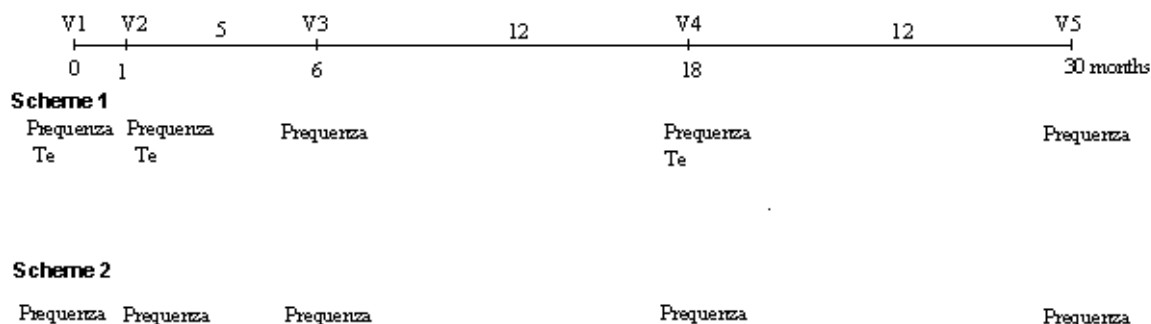 V1 V2 5 V3 12 V4 12 V5
0 1 6 18 30 months
Scheme 1
Prequenza Prequenza Prequenza Prequenza Prequenza
Te Te Te
Scheme 2
Prequenza Prequenza Prequenza Prequenza Prequenza